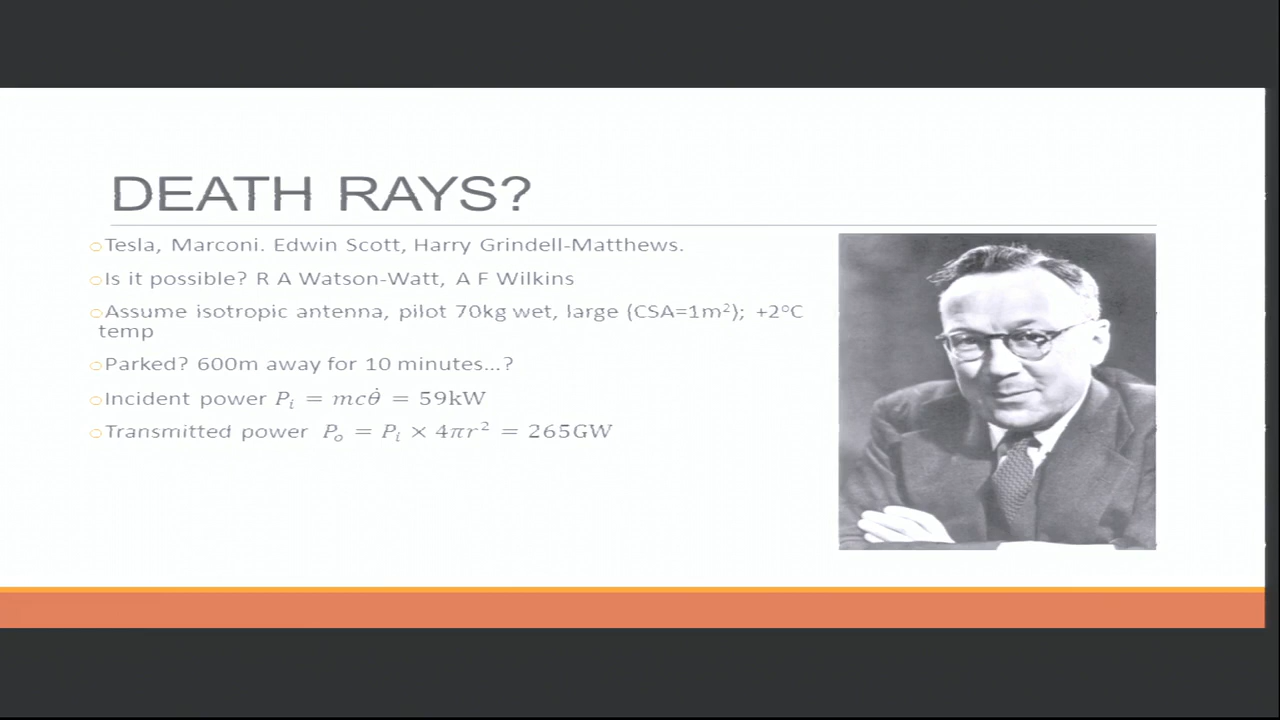 DEATH RAYS?
Tesla, Marconi. Edwin Scott, Harry Grindell-Matthews.
Is it possible? R A Watson-Watt, A F Wilkins
Assume isotropic antenna, pilot 70kg wet, large (CSA=1m²); +2°C
temp
Parked? 600m away for 10 minutes...?
Incident power Pᵢ = mcθ̇ = 59kW
Transmitted power Pₒ = Pᵢ × 4πr² = 265GW